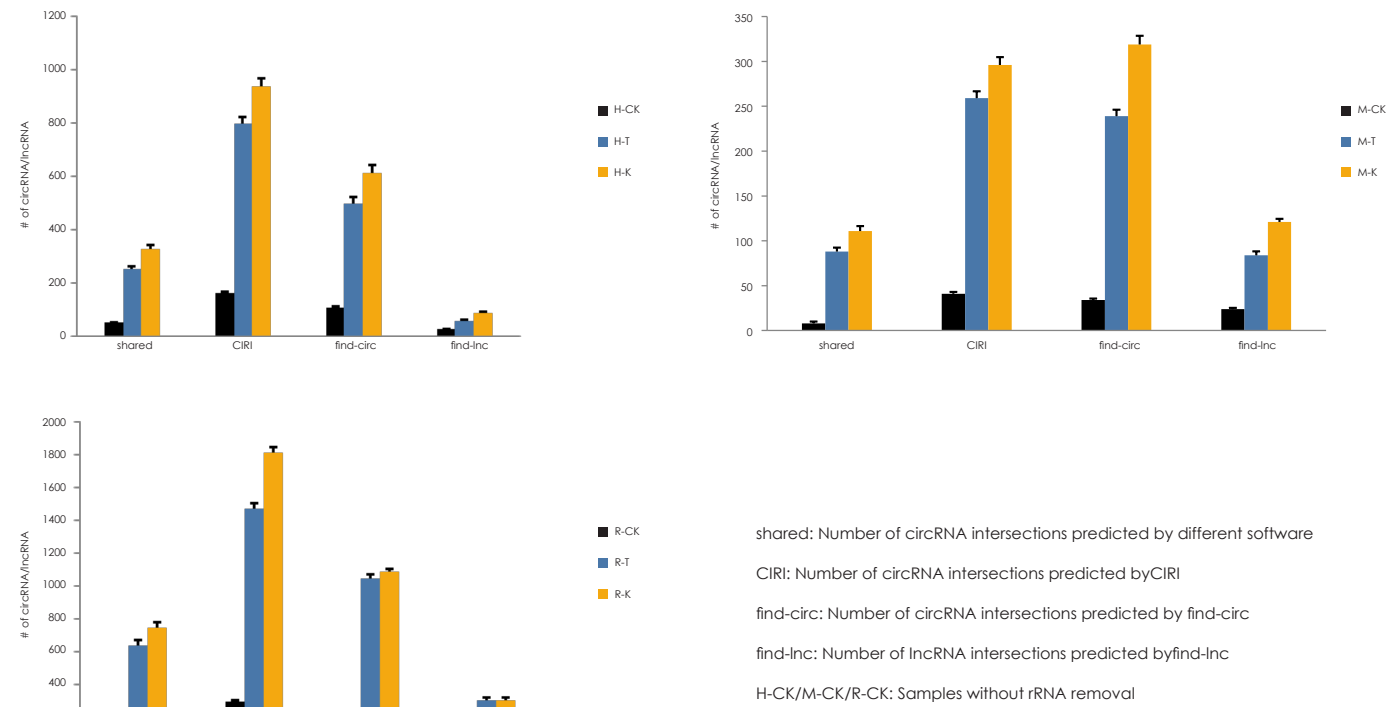 1200
1000
800
600
400
200
0
# of circRNA/lncRNA
shared
CIRI
find-circ
find-lnc
H-CK
H-T
H-K
350
300
250
200
150
100
50
0
# of circRNA/lncRNA
shared
CIRI
find-circ
find-lnc
M-CK
M-T
M-K
2000
1800
1600
1400
1200
1000
800
600
400
# of circRNA/lncRNA
R-CK
R-T
R-K
shared: Number of circRNA intersections predicted by different software
CIRI: Number of circRNA intersections predicted byCIRI
find-circ: Number of circRNA intersections predicted by find-circ
find-lnc: Number of lncRNA intersections predicted byfind-lnc
H-CK/M-CK/R-CK: Samples without rRNA removal